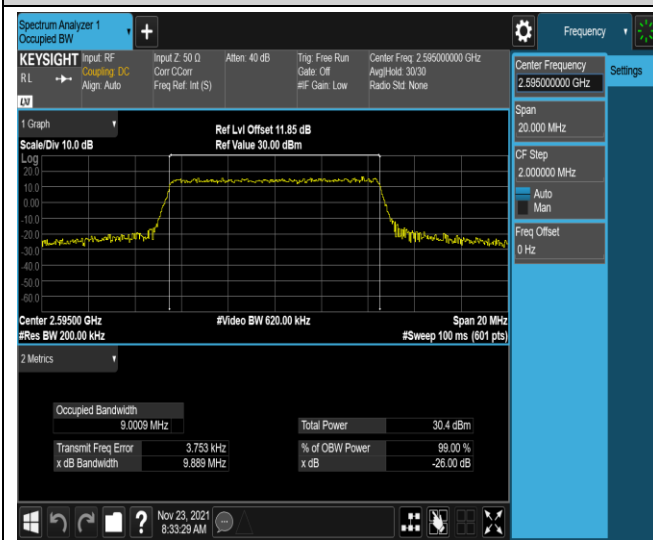 Spectrum Analyzer 1
Occupied BW
+
Frequency
KEYSIGHT
RL
LXI
Input: RF
Coupling: DC
Align: Auto
Input Z: 50 Ω
Corr CCorr
Freq Ref: Int (S)
Atten: 40 dB
Trig: Free Run
Gate: Off
#IF Gain: Low
Center Freq: 2.595000000 GHz
Avg|Hold: 30/30
Radio Std: None
Center Frequency
2.595000000 GHz
Settings
Span
20.000 MHz
CF Step
2.000000 MHz
Auto
Man
Freq Offset
0 Hz
1 Graph
Scale/Div 10.0 dB
Ref Lvl Offset 11.85 dB
Ref Value 30.00 dBm
Log
20.0
10.0
0.00
-10.0
-20.0
-30.0
-40.0
-50.0
-60.0
Center 2.59500 GHz
#Res BW 200.00 kHz
#Video BW 620.00 kHz
Span 20 MHz
#Sweep 100 ms (601 pts)
2 Metrics
Occupied Bandwidth
9.0009 MHz
Transmit Freq Error 3.753 kHz
x dB Bandwidth 9.889 MHz
Total Power 30.4 dBm
% of OBW Power 99.00 %
x dB -26.00 dB
?
Nov 23, 2021
8:33:29 AM